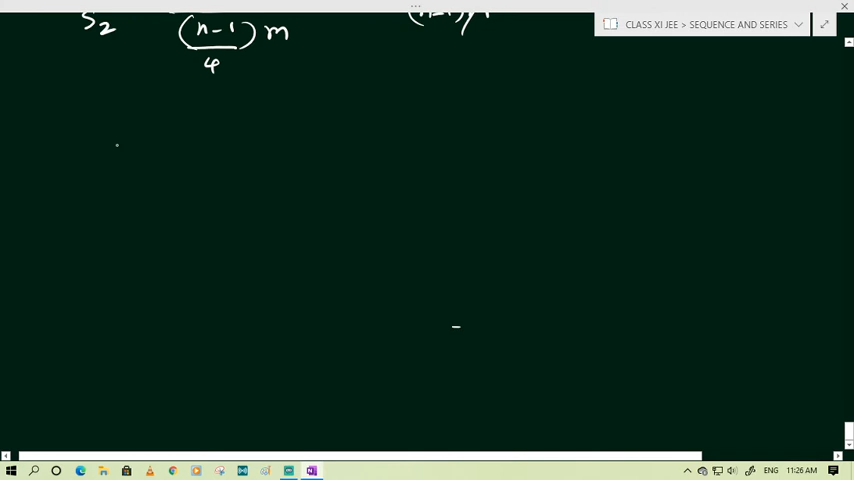 CLASS XI JEE > SEQUENCE AND SERIES
S2
(n-1) m
4
ENG 11:26 AM